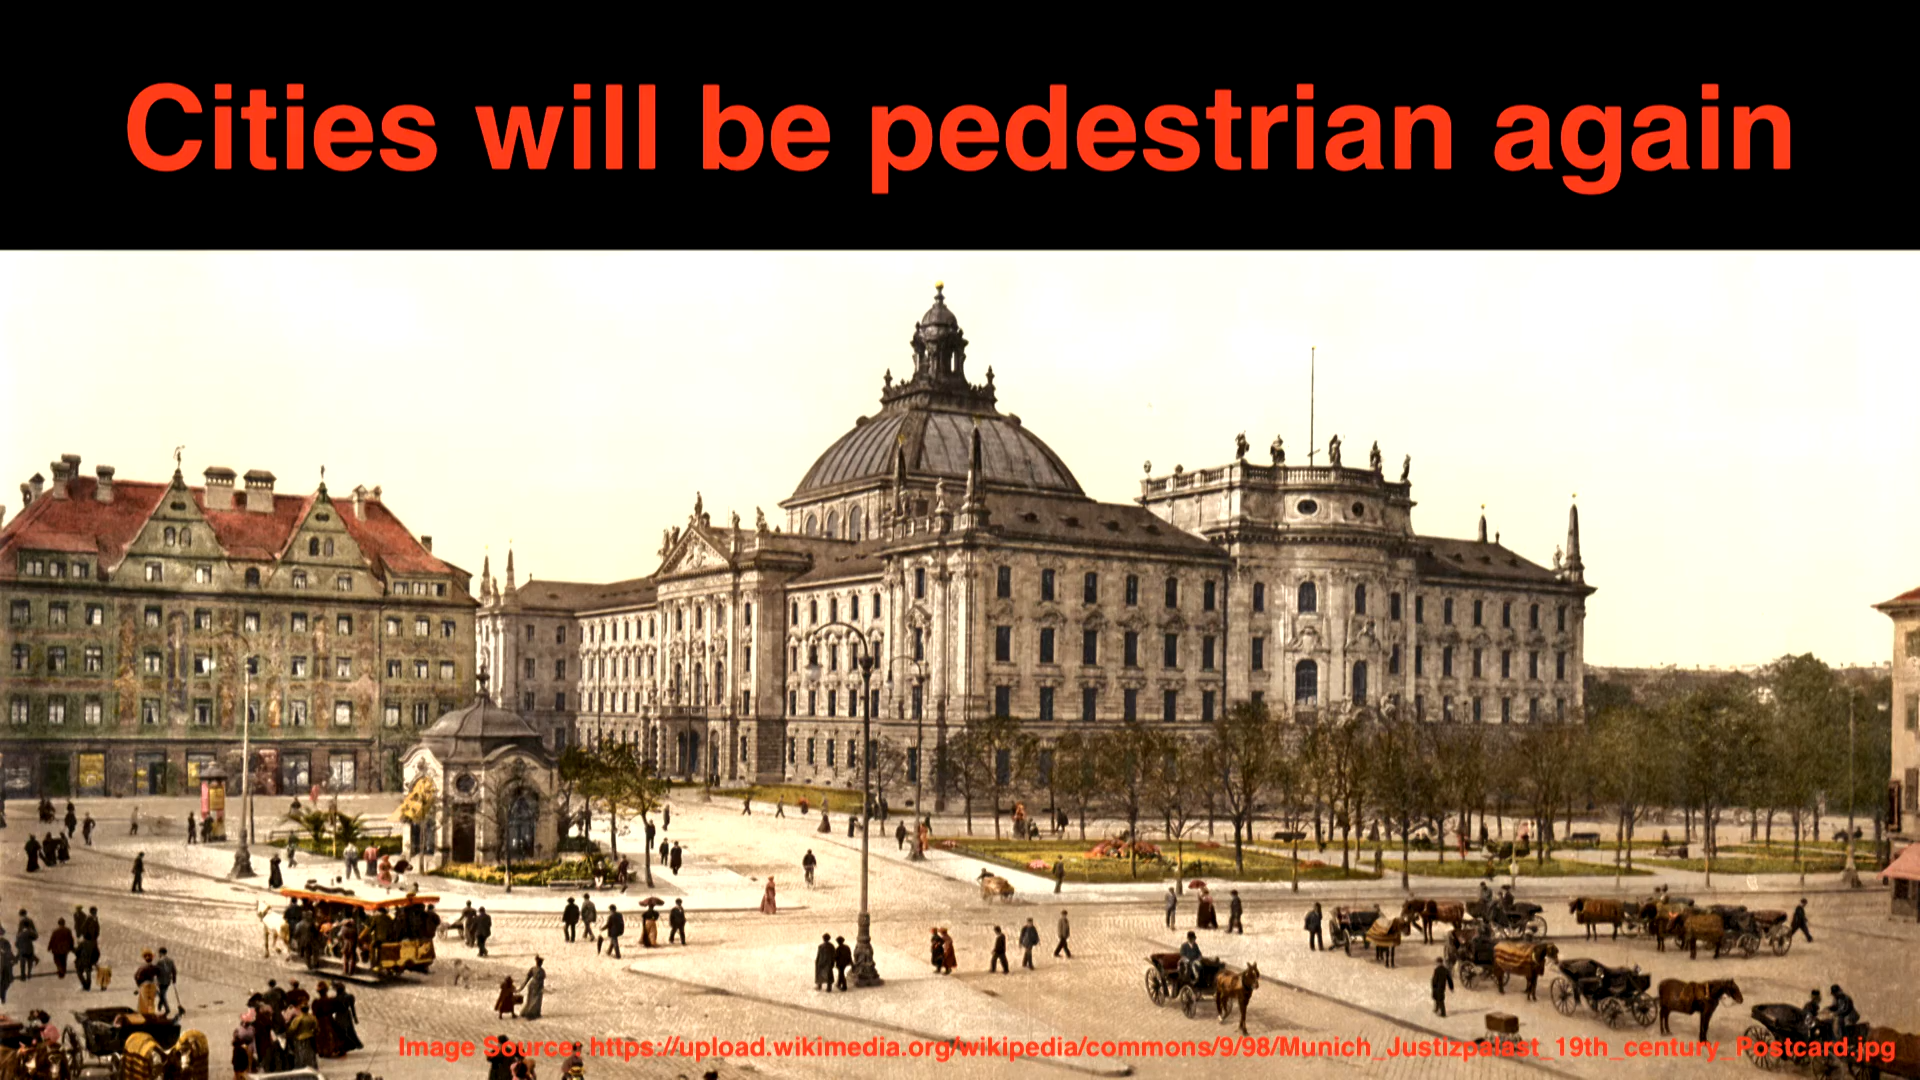 Cities will be pedestrian again
Image Source: https://upload.wikimedia.org/wikipedia/commons/9/98/Munich_Justizpalast_19th_century_Postcard.jpg